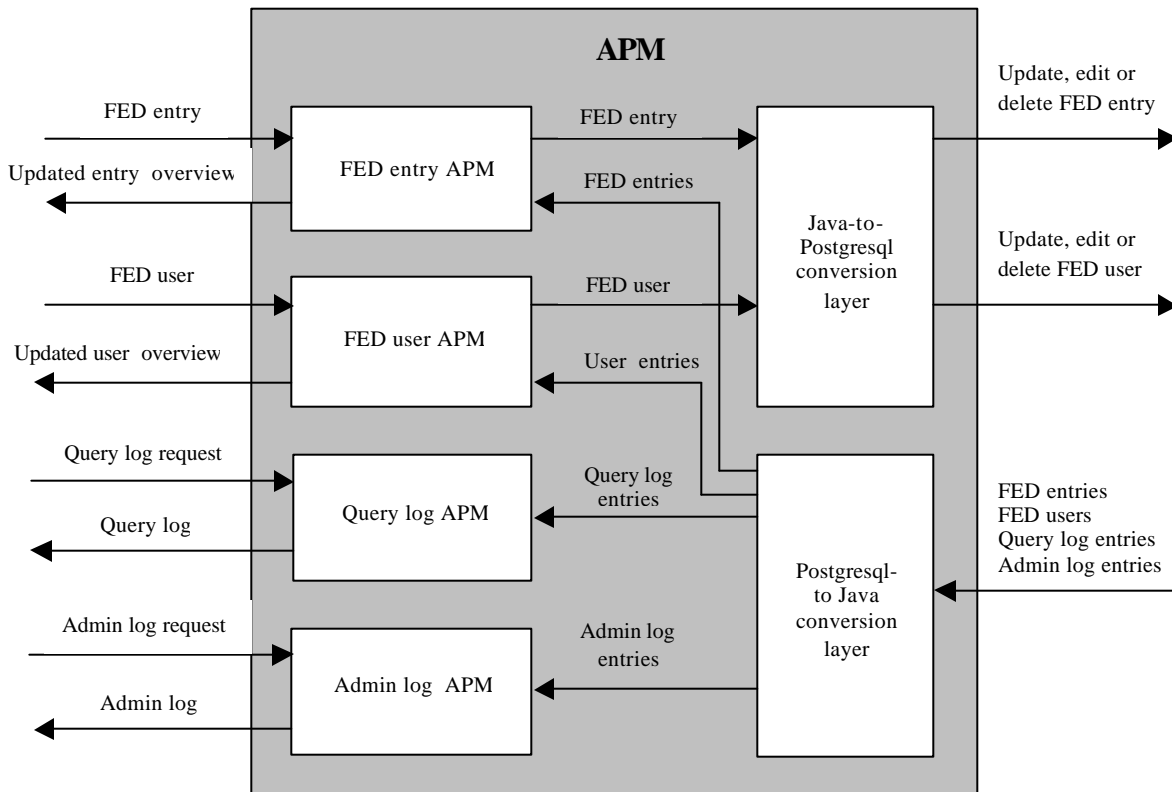 APM
Update, edit or
delete FED entry
FED entry
FED entry
FED entry APM
Updated entry overview
FED entries
Java-to-
Postgresql
conversion
layer
Update, edit or
delete FED user
FED user
FED user
FED user APM
Updated user overview
User entries
Query log request
Query log
entries
Query log APM
Query log
FED entries
FED users
Query log entries
Admin log entries
Postgresql-
to Java
conversion
layer
Admin log request
Admin log
entries
Admin log APM
Admin log